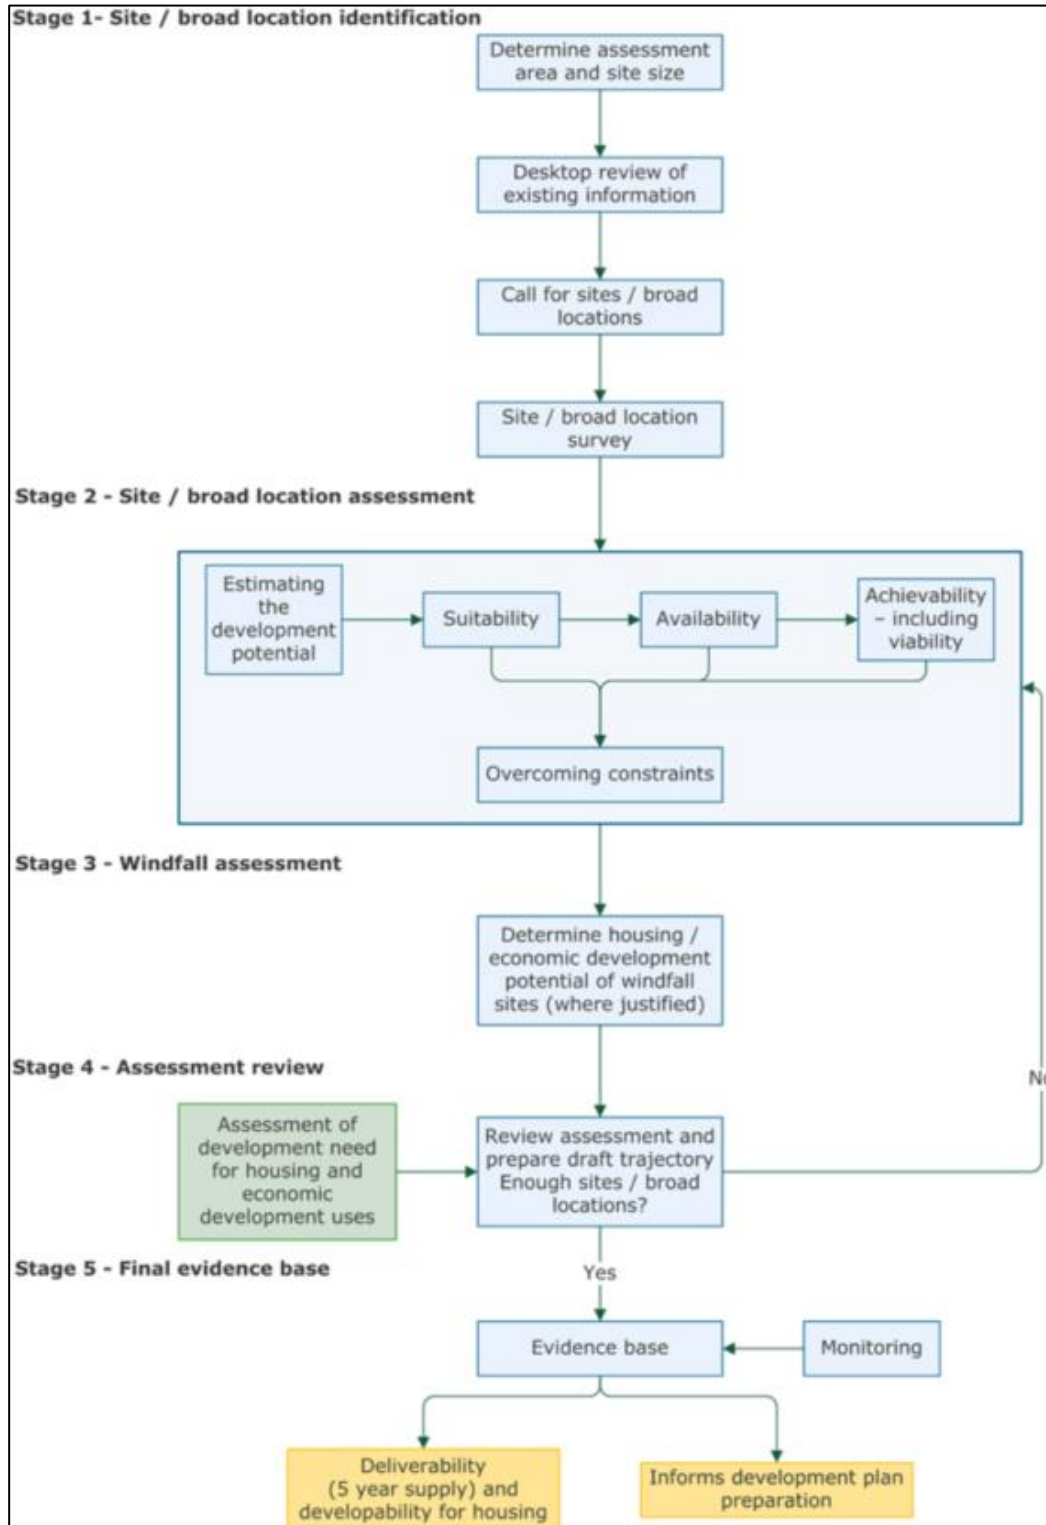 Stage 1- Site / broad location identification
Determine assessment
area and site size
Desktop review of
existing information
Call for sites / broad
locations
Site / broad location
survey
Stage 2 - Site / broad location assessment
Estimating
the
development
potential
Suitability
Availability
Achievability
– including
viability
Overcoming constraints
Stage 3 - Windfall assessment
Determine housing /
economic development
potential of windfall
sites (where justified)
Stage 4 - Assessment review
No
Assessment of
development need
for housing and
economic
development uses
Review assessment and
prepare draft trajectory
Enough sites / broad
locations?
Stage 5 - Final evidence base
Yes
Evidence base
Monitoring
Deliverability
(5 year supply) and
developability for housing
Informs development plan
preparation